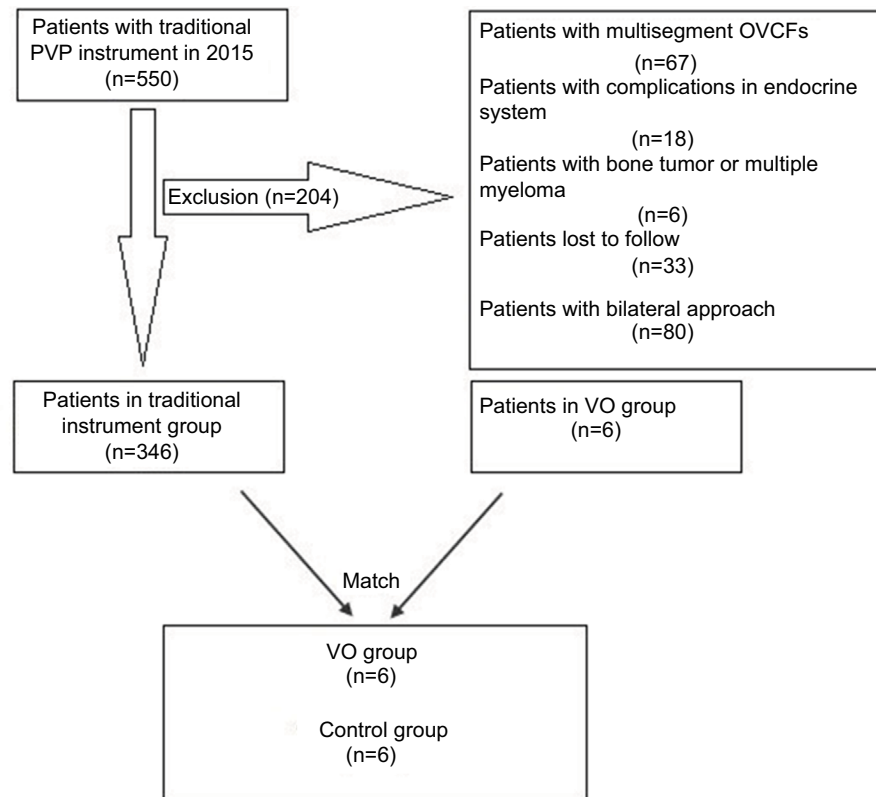 Patients with traditional
PVP instrument in 2015
(n=550)
Exclusion (n=204)
Patients with multisegment OVCFs
(n=67)
Patients with complications in endocrine
system
(n=18)
Patients with bone tumor or multiple
myeloma
(n=6)
Patients lost to follow
(n=33)
Patients with bilateral approach
(n=80)
Patients in traditional
instrument group
(n=346)
Patients in VO group
(n=6)
Match
VO group
(n=6)
Control group
(n=6)